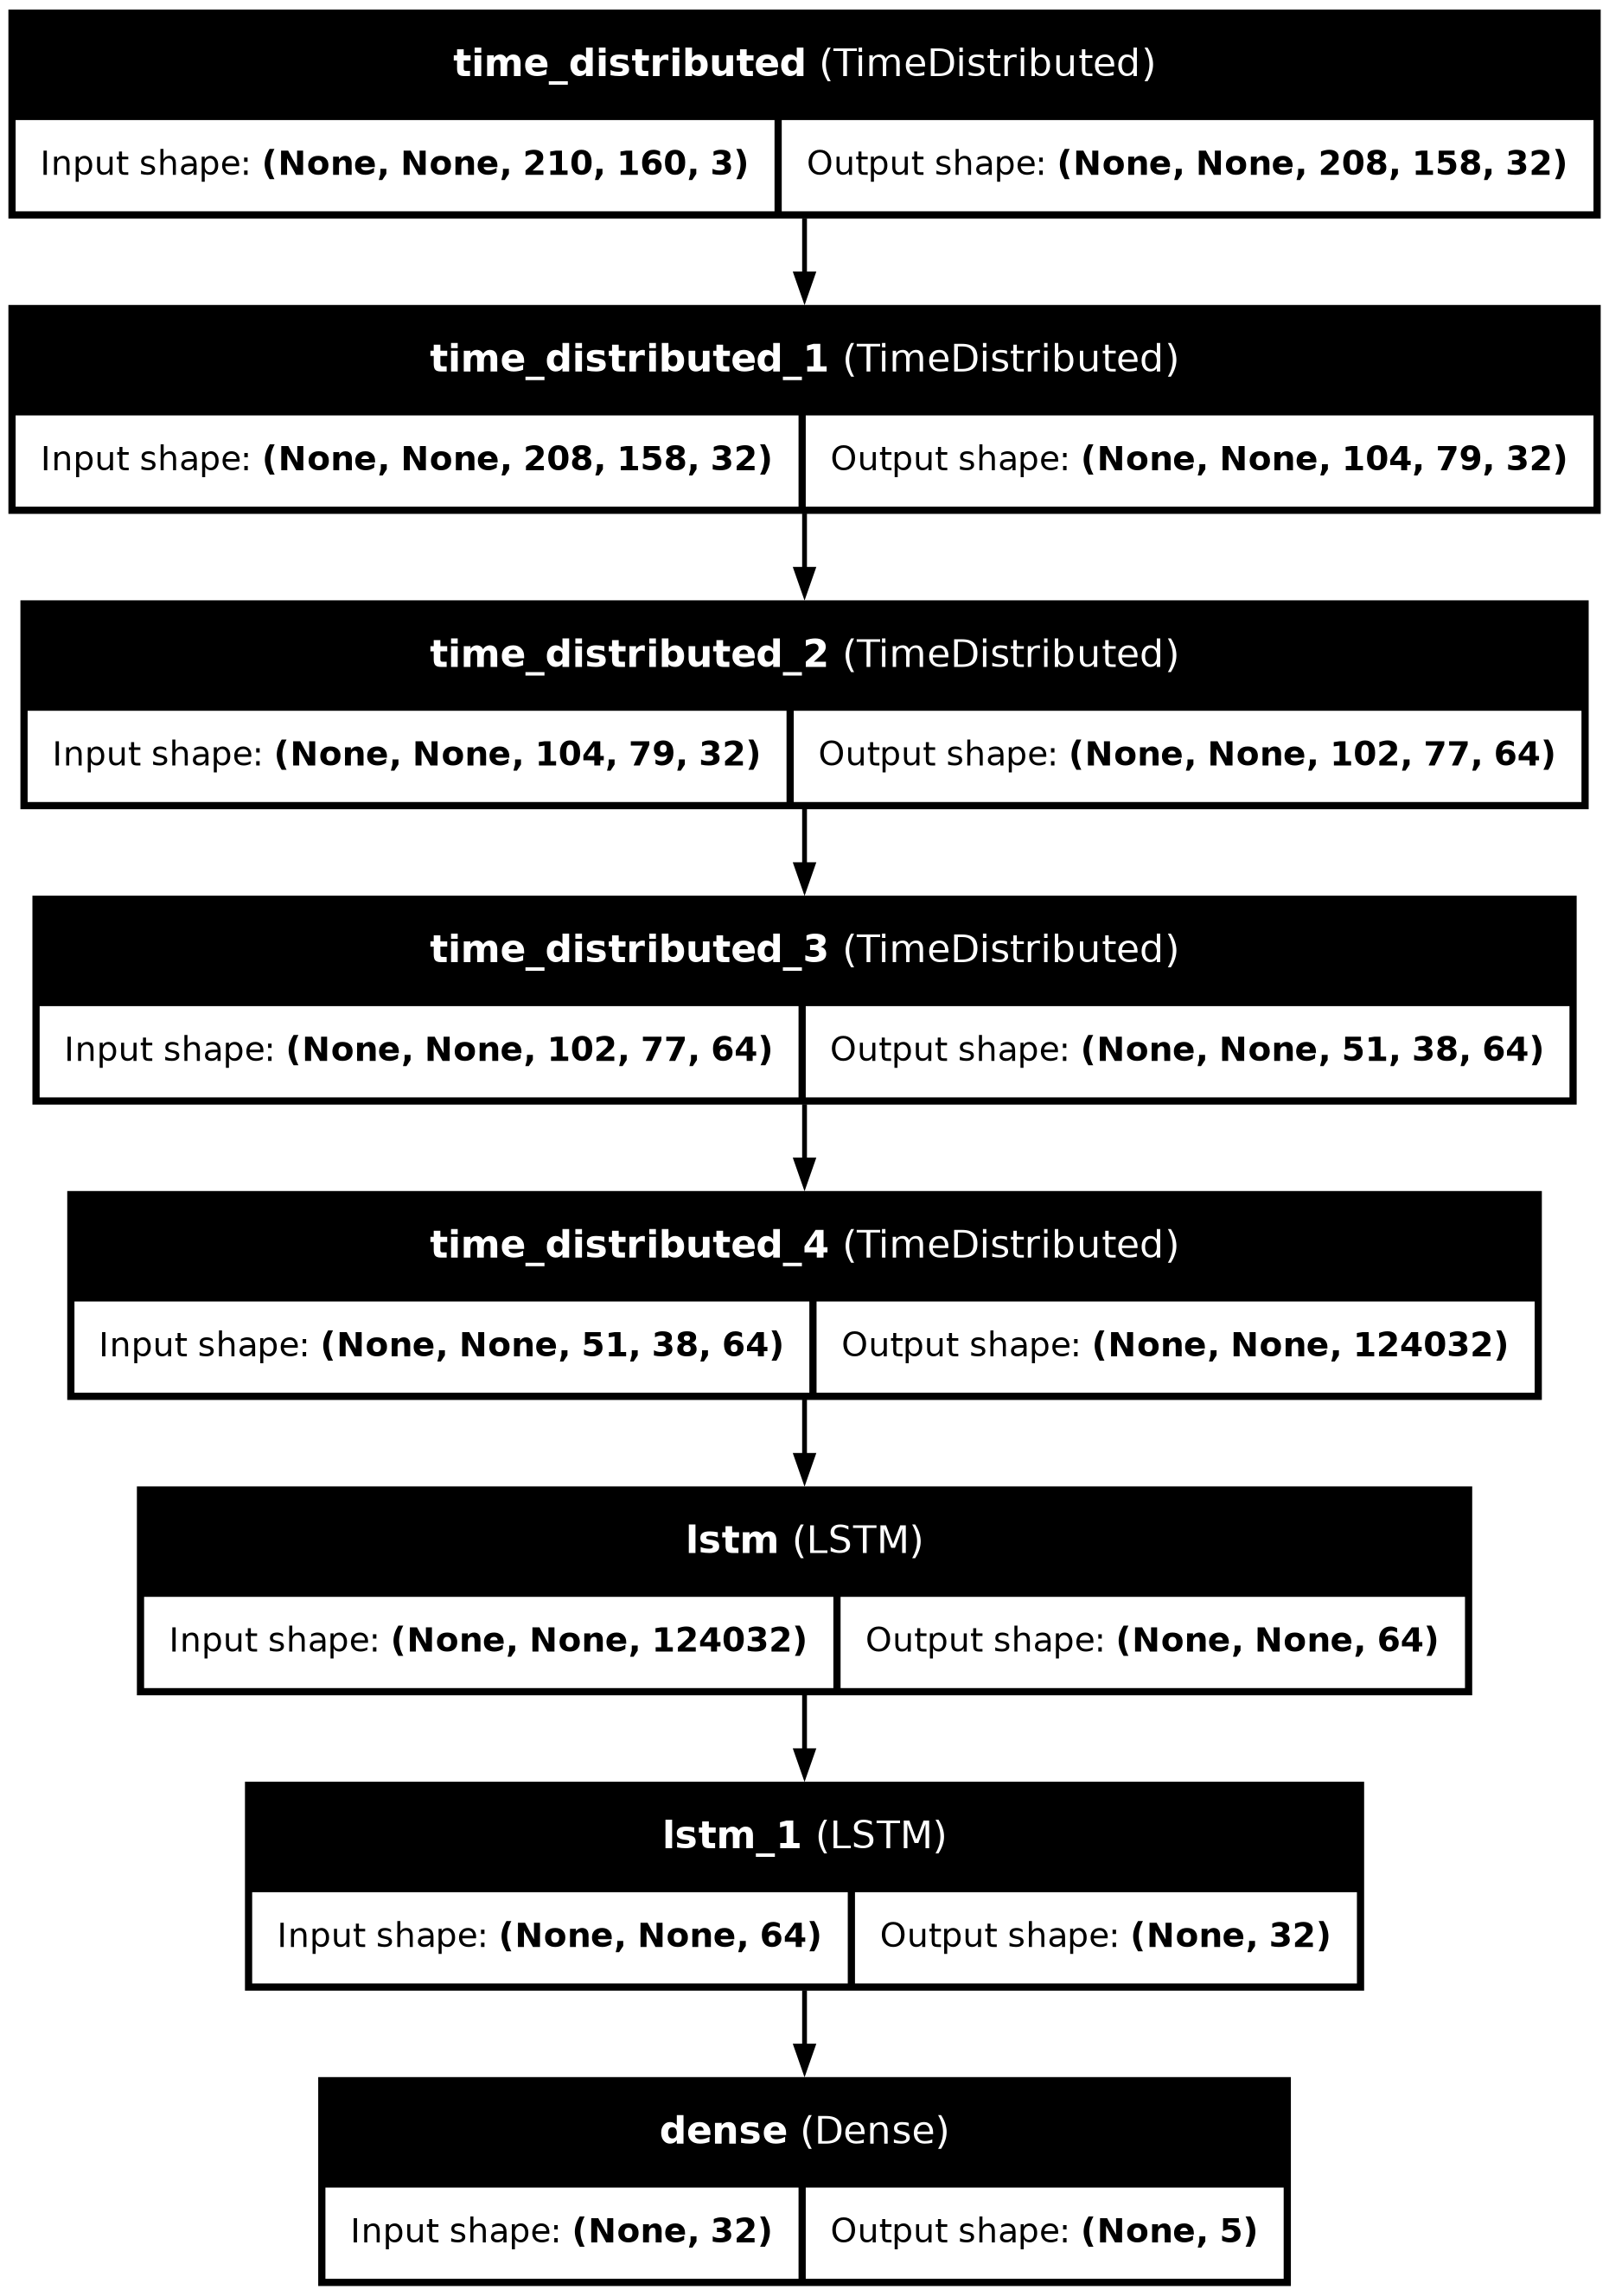 time_distributed (TimeDistributed)
Input shape: (None, None, 210, 160, 3) Output shape: (None, None, 208, 158, 32)
time_distributed_1 (TimeDistributed)
Input shape: (None, None, 208, 158, 32) Output shape: (None, None, 104, 79, 32)
time_distributed_2 (TimeDistributed)
Input shape: (None, None, 104, 79, 32) Output shape: (None, None, 102, 77, 64)
time_distributed_3 (TimeDistributed)
Input shape: (None, None, 102, 77, 64) Output shape: (None, None, 51, 38, 64)
time_distributed_4 (TimeDistributed)
Input shape: (None, None, 51, 38, 64) Output shape: (None, None, 124032)
lstm (LSTM)
Input shape: (None, None, 124032) Output shape: (None, None, 64)
lstm_1 (LSTM)
Input shape: (None, None, 64) Output shape: (None, 32)
dense (Dense)
Input shape: (None, 32) Output shape: (None, 5)